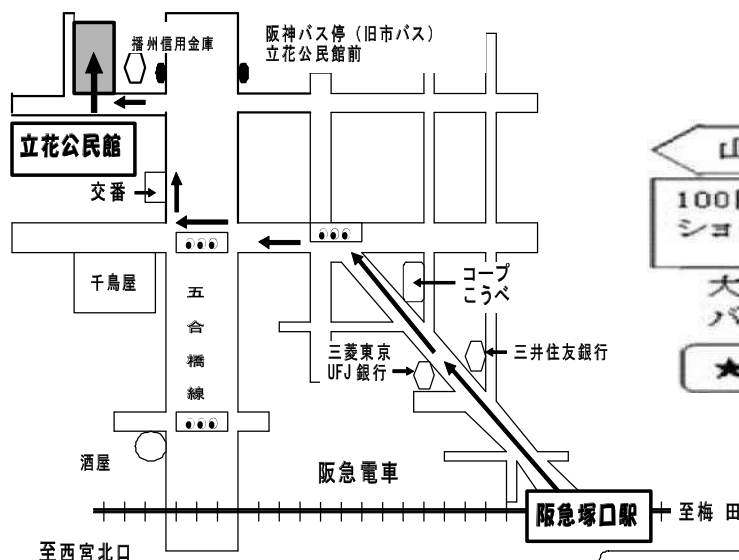 播州信用金庫
阪神バス停（旧市バス）
立花公民館前
立花公民館
交番
千鳥屋
五合橋線
コープ
こうべ
三菱東京
UFJ銀行
三井住友銀行
酒屋
阪急電車
阪急塚口駅
至梅 田
至西宮北口
100
ショ
★